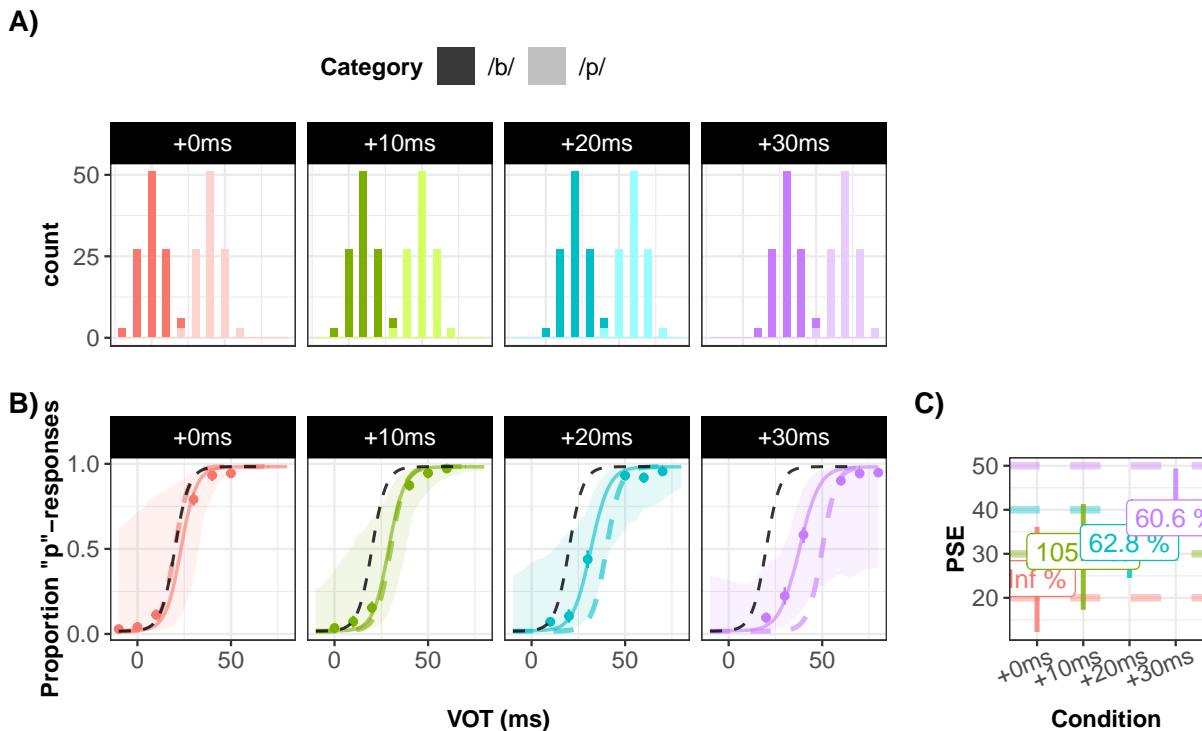 A)
Category /b/ /p/
+0ms +10ms +20ms +30ms
50
25
0
count
B)
+0ms +10ms +20ms +30ms
1.0
0.5
0.0
Proportion "p"−responses
0 50 0 50 0 50 0 50
VOT (ms)
C)
50
40
30
20
PSE
60.6 %
62.8 %
105
Inf %
+0ms +10ms +20ms +30ms
Condition